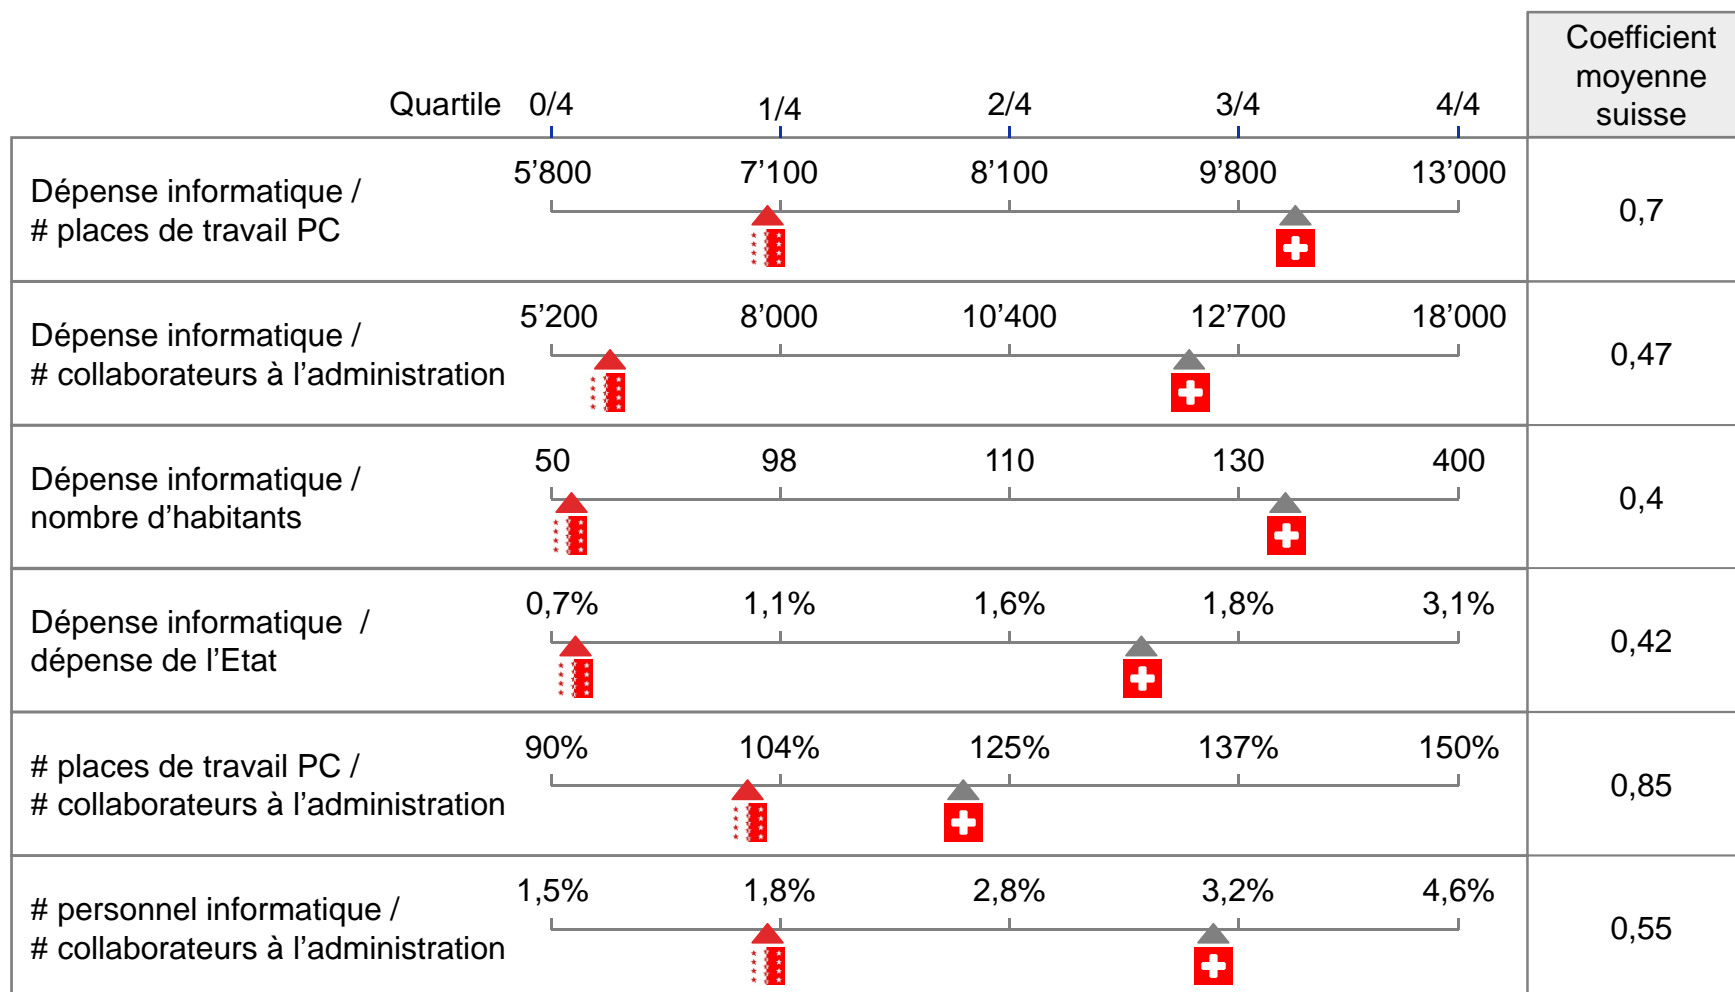 Coefficient
moyenne
suisse
Quartile 0/4 1/4 2/4 3/4 4/4
Dépense informatique /
# places de travail PC
5’800 7’100 8’100 9’800 13’000
0,7
Dépense informatique /
# collaborateurs à l’administration
5’200 8’000 10’400 12’700 18’000
0,47
Dépense informatique /
nombre d’habitants
50 98 110 130 400
0,4
Dépense informatique /
dépense de l’Etat
0,7% 1,1% 1,6% 1,8% 3,1%
0,42
# places de travail PC /
# collaborateurs à l’administration
90% 104% 125% 137% 150%
0,85
# personnel informatique /
# collaborateurs à l’administration
1,5% 1,8% 2,8% 3,2% 4,6%
0,55